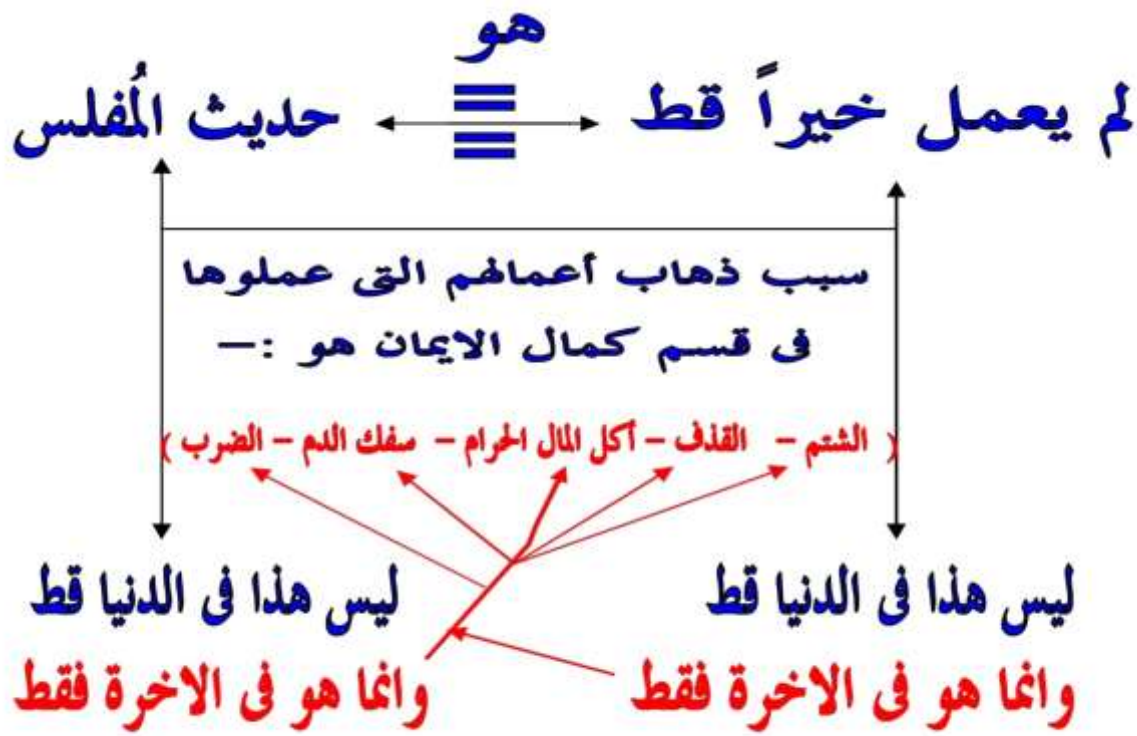 هو
لم يعمل خيراً قط
حديث المُفلس
سبب ذهاب أعمالهم التى عملوها
فى قسم كمال الايمان هو :-
( الشتم - القذف - أكل المال الحرام - سفك الدم - الضرب )
ليس هذا فى الدنيا قط
وانما هو فى الاخرة فقط
ليس هذا فى الدنيا قط
وانما هو فى الاخرة فقط